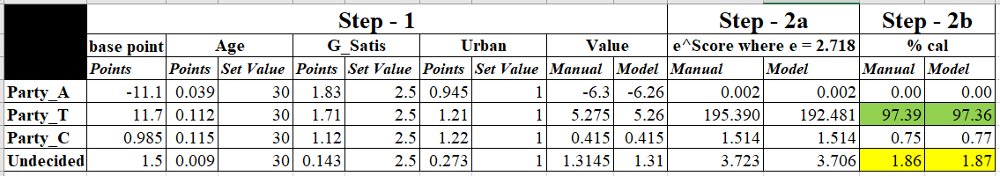 Step - 1 Step - 2a Step - 2b
base point Age G_Satis Urban Value e^Score where e = 2.718 % cal
Points Points Set Value Points Set Value Points Set Value Manual Model Manual Model Manual Model
Party_A -11.1 0.039 30 1.83 2.5 0.945 1 -6.3 -6.26 0.002 0.002 0.00 0.00
Party_T 11.7 0.112 30 1.71 2.5 1.21 1 5.275 5.26 195.390 192.481 97.39 97.36
Party_C 0.985 0.115 30 1.12 2.5 1.22 1 0.415 0.415 1.514 1.514 0.75 0.77
Undecided 1.5 0.009 30 0.143 2.5 0.273 1 1.3145 1.31 3.723 3.706 1.86 1.87